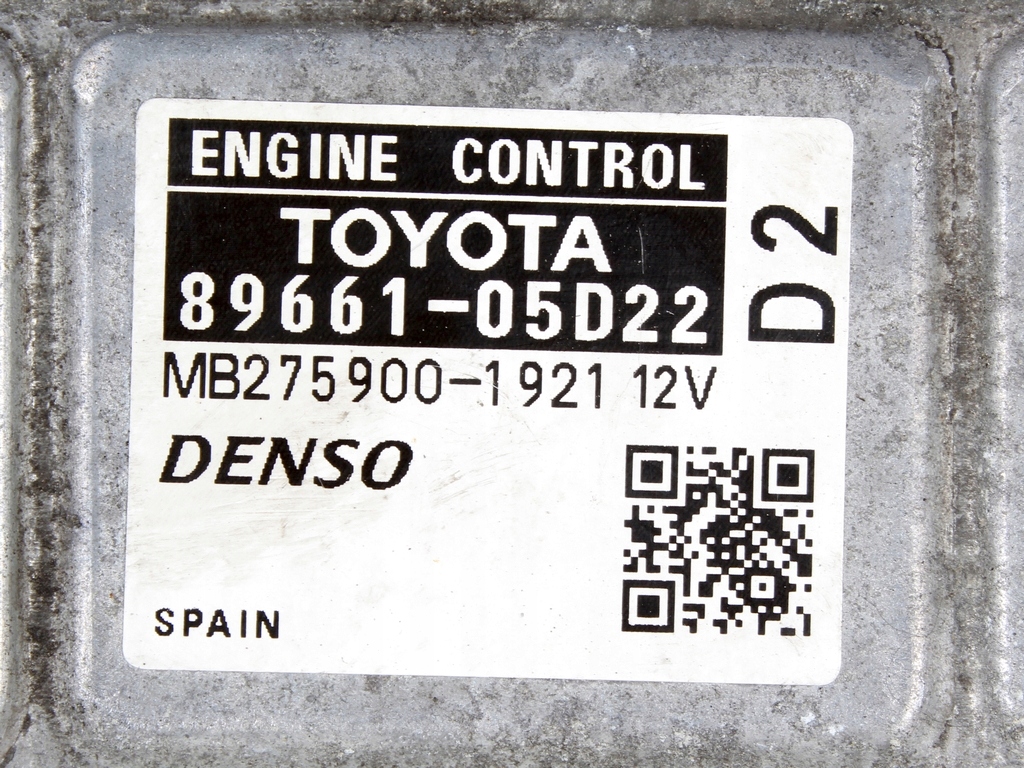 ENGINE CONTROL
TOYOTA
89661-05D22
MB275900-1921 12V
D2
DENSO
SPAIN